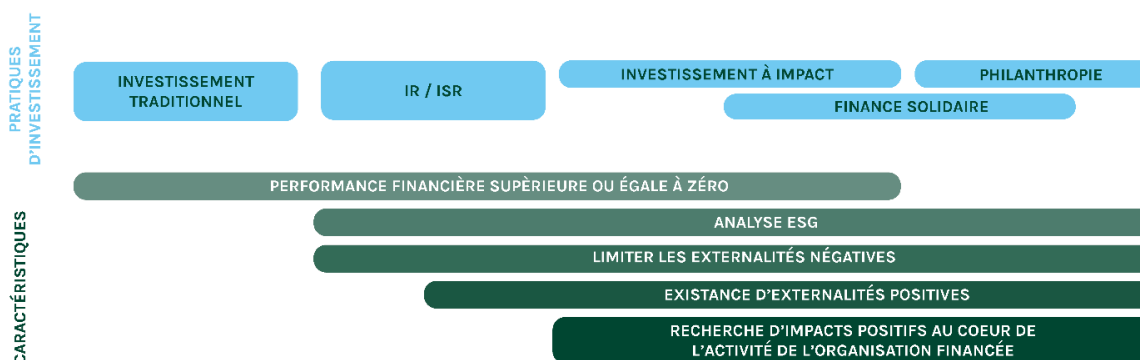 PRATIQUES
D'INVESTISSEMENT
INVESTISSEMENT
TRADITIONNEL
IR / ISR
INVESTISSEMENT À IMPACT
PHILANTHROPIE
FINANCE SOLIDAIRE
CARACTÉRISTIQUES
PERFORMANCE FINANCIÈRE SUPÈRIEURE OU ÉGALE À ZÉRO
ANALYSE ESG
LIMITER LES EXTERNALITÉS NÉGATIVES
EXISTANCE D'EXTERNALITÉS POSITIVES
RECHERCHE D'IMPACTS POSITIFS AU COEUR DE
L'ACTIVITÉ DE L'ORGANISATION FINANCÉE